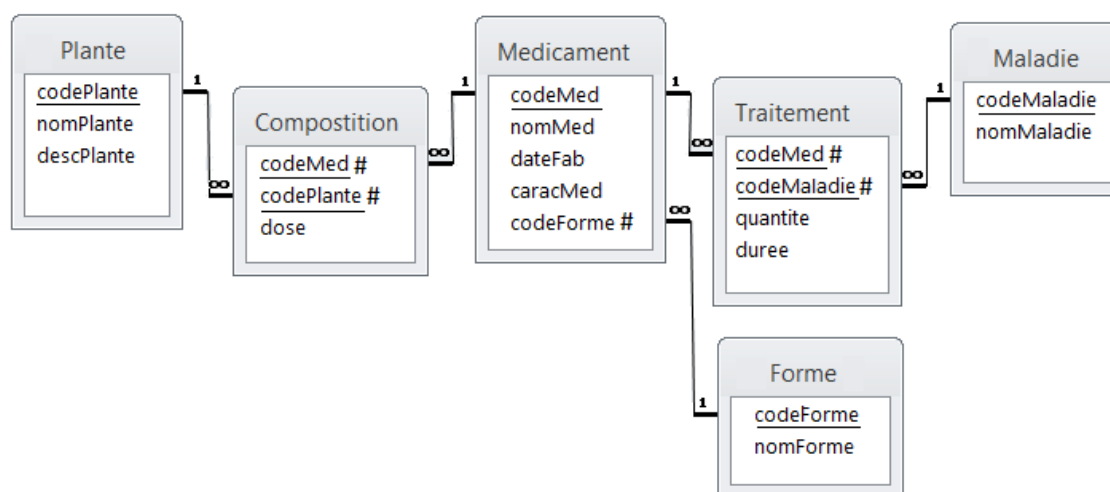 Plante
codePlante
nomPlante
descPlante
1
∞
Compostition
codeMed #
codePlante #
dose
∞
1
Medicament
codeMed
nomMed
dateFab
caracMed
codeForme #
1
∞
∞
1
Traitement
codeMed #
codeMaladie #
quantite
duree
∞
1
Maladie
codeMaladie
nomMaladie
Forme
codeForme
nomForme